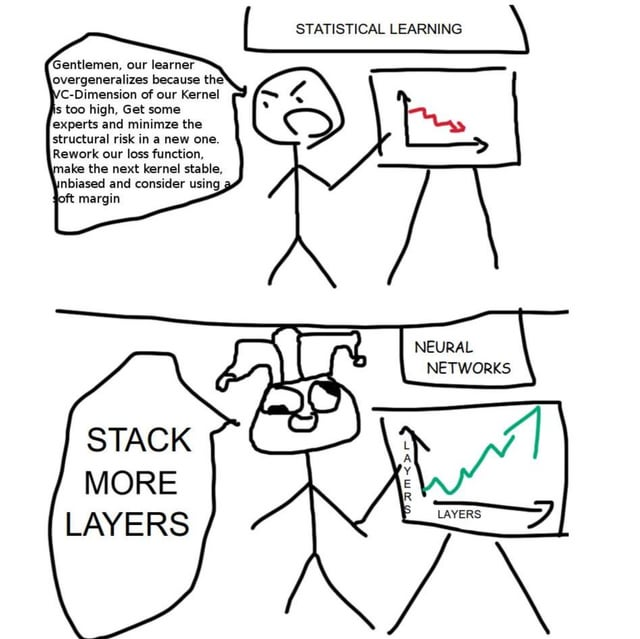 STATISTICAL LEARNING
Gentlemen, our learner
overgeneralizes because the
VC-Dimension of our Kernel
is too high, Get some
experts and minimze the
structural risk in a new one.
Rework our loss function,
make the next kernel stable,
unbiased and consider using a
soft margin
NEURAL
NETWORKS
STACK
MORE
LAYERS
LAYERS
LAYERS